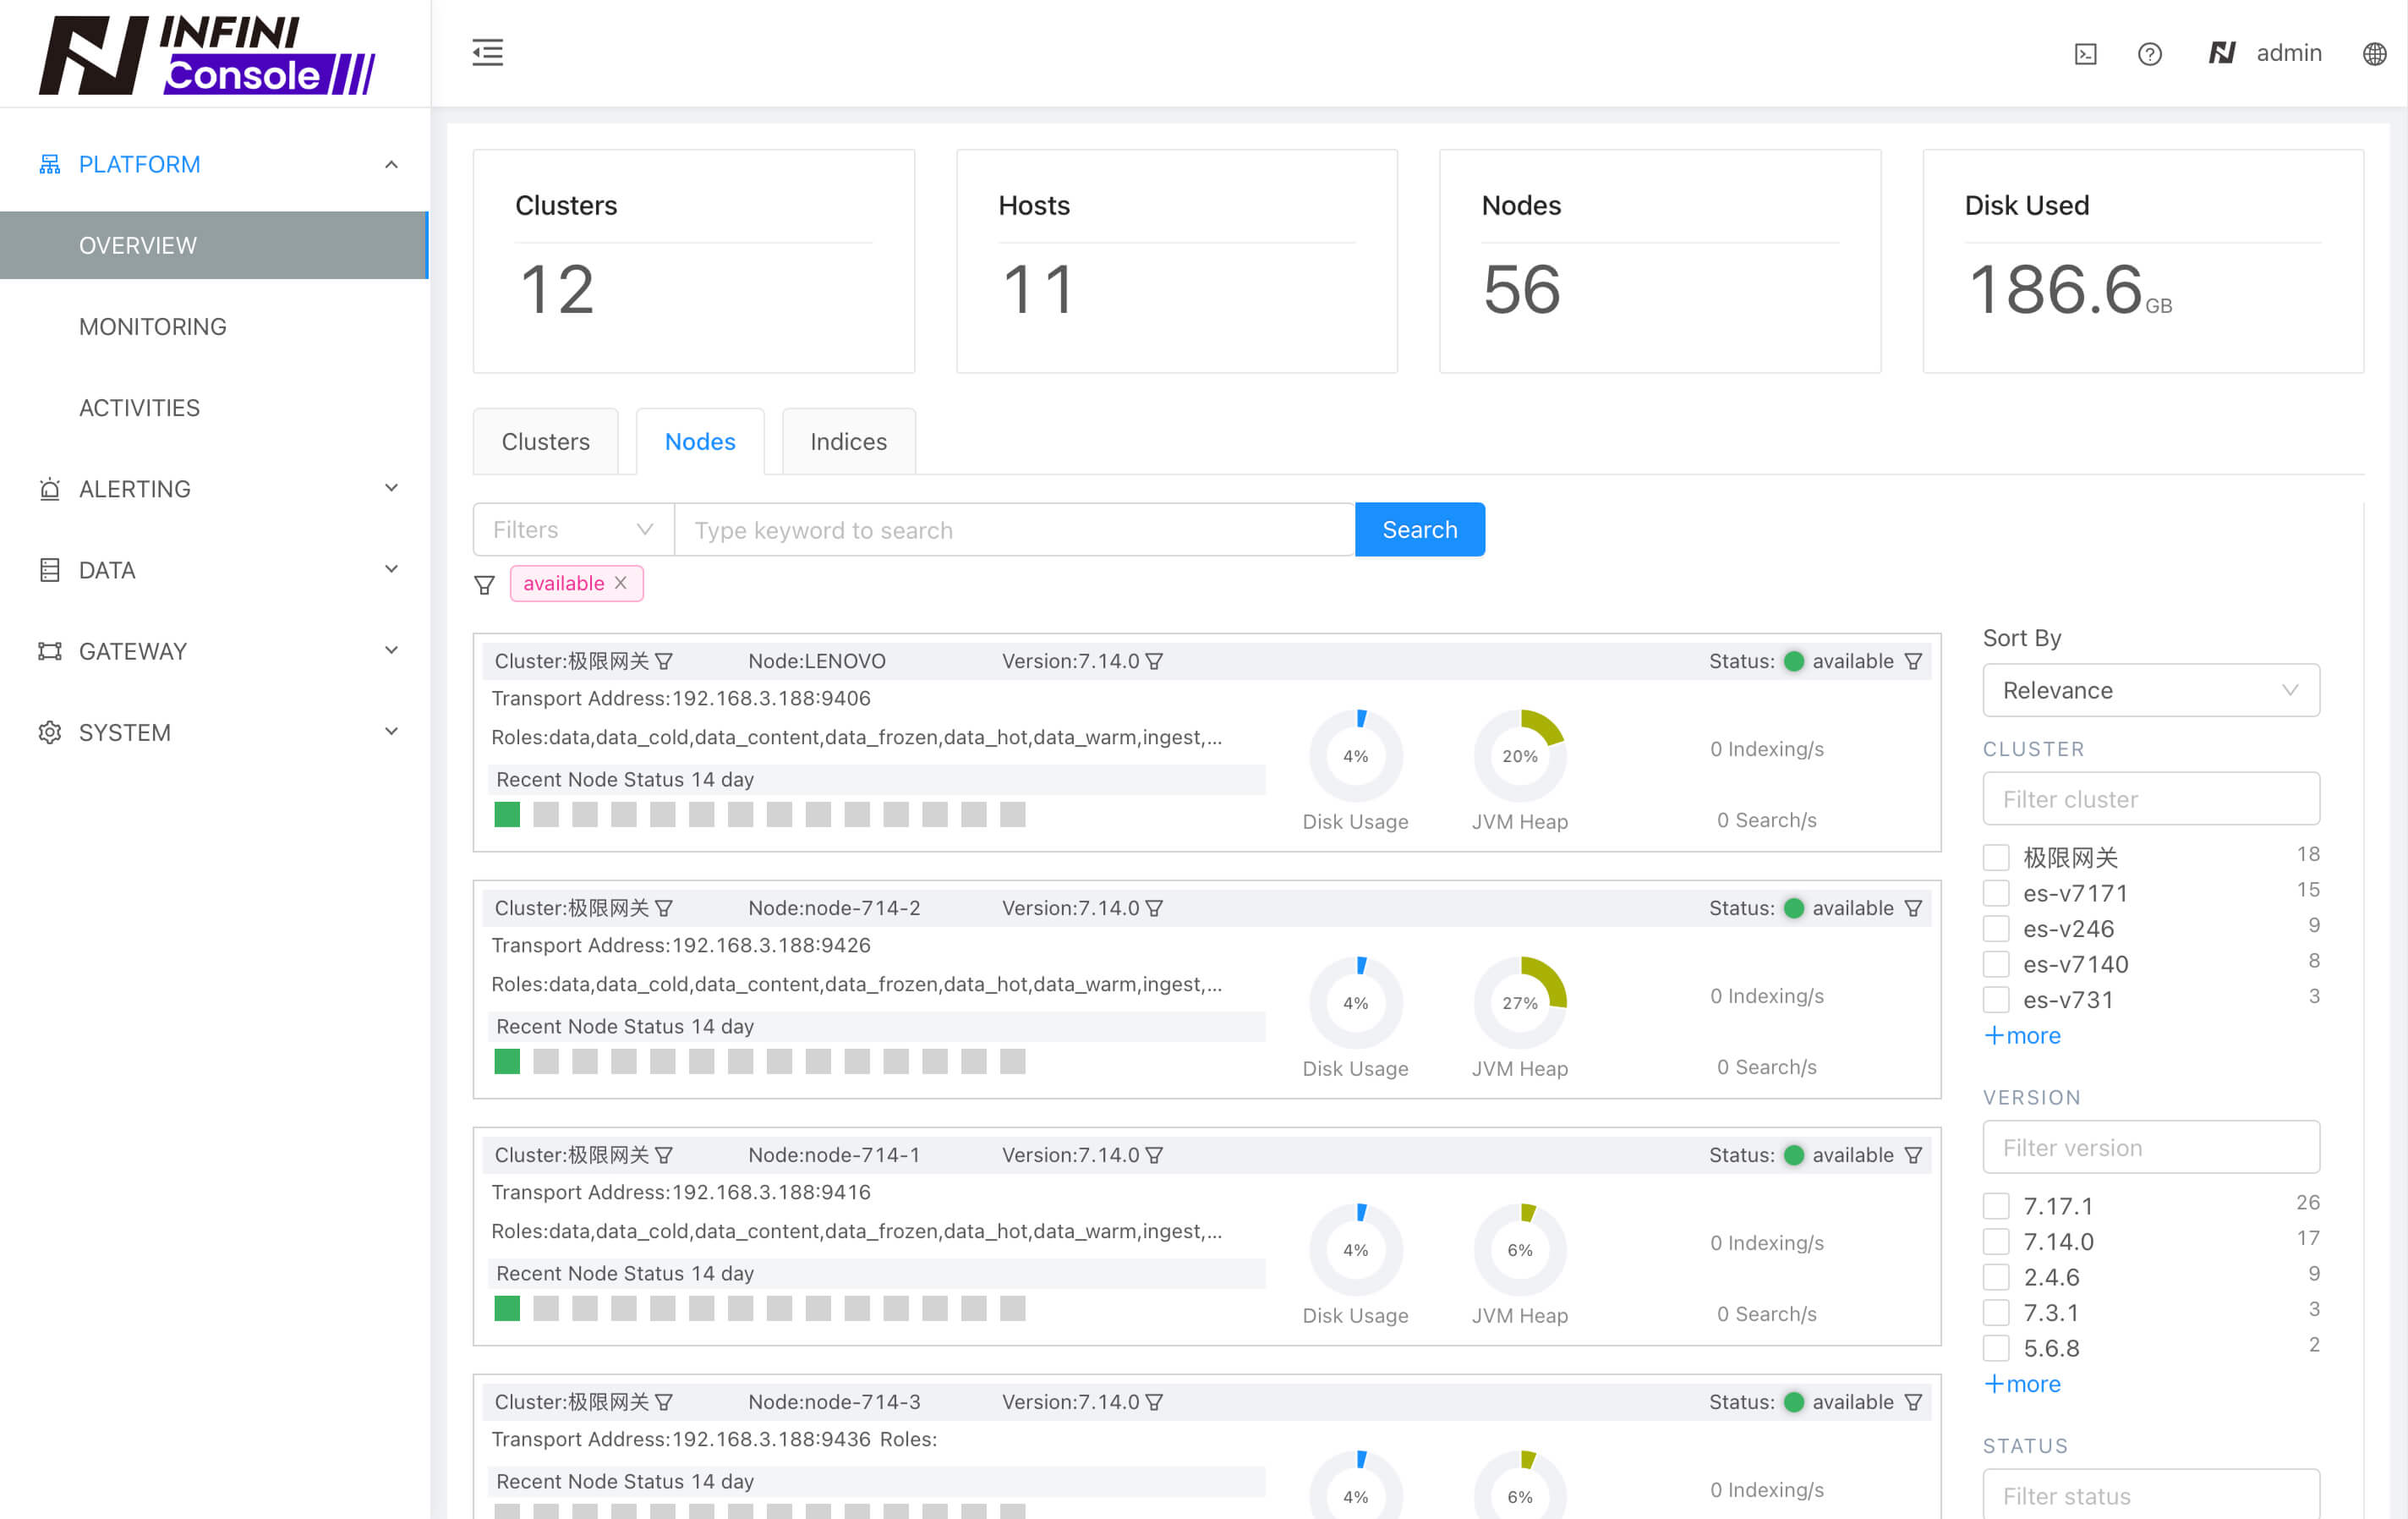 INFINI
Console
admin
PLATFORM
OVERVIEW
MONITORING
ACTIVITIES
ALERTING
DATA
GATEWAY
SYSTEM
Clusters
12
Hosts
11
Nodes
56
Disk Used
186.6 GB
Clusters
Nodes
Indices
Filters
Type keyword to search
Search
available
Cluster:极限网关 Node:LENOVO Version:7.14.0 Status: available
Transport Address:192.168.3.188:9406
Roles:data,data_cold,data_content,data_frozen,data_hot,data_warm,ingest,...
Recent Node Status 14 day
4%
Disk Usage
20%
JVM Heap
0 Indexing/s
0 Search/s
Cluster:极限网关 Node:node-714-2 Version:7.14.0 Status: available
Transport Address:192.168.3.188:9426
Roles:data,data_cold,data_content,data_frozen,data_hot,data_warm,ingest,...
Recent Node Status 14 day
4%
Disk Usage
27%
JVM Heap
0 Indexing/s
0 Search/s
Cluster:极限网关 Node:node-714-1 Version:7.14.0 Status: available
Transport Address:192.168.3.188:9416
Roles:data,data_cold,data_content,data_frozen,data_hot,data_warm,ingest,...
Recent Node Status 14 day
4%
Disk Usage
6%
JVM Heap
0 Indexing/s
0 Search/s
Cluster:极限网关 Node:node-714-3 Version:7.14.0 Status: available
Transport Address:192.168.3.188:9436 Roles:
Recent Node Status 14 day
4%
6%
0 Indexing/s
Sort By
Relevance
CLUSTER
Filter cluster
极限网关 18
es-v7171 15
es-v246 9
es-v7140 8
es-v731 3
+more
VERSION
Filter version
7.17.1 26
7.14.0 17
2.4.6 9
7.3.1 3
5.6.8 2
+more
STATUS
Filter status